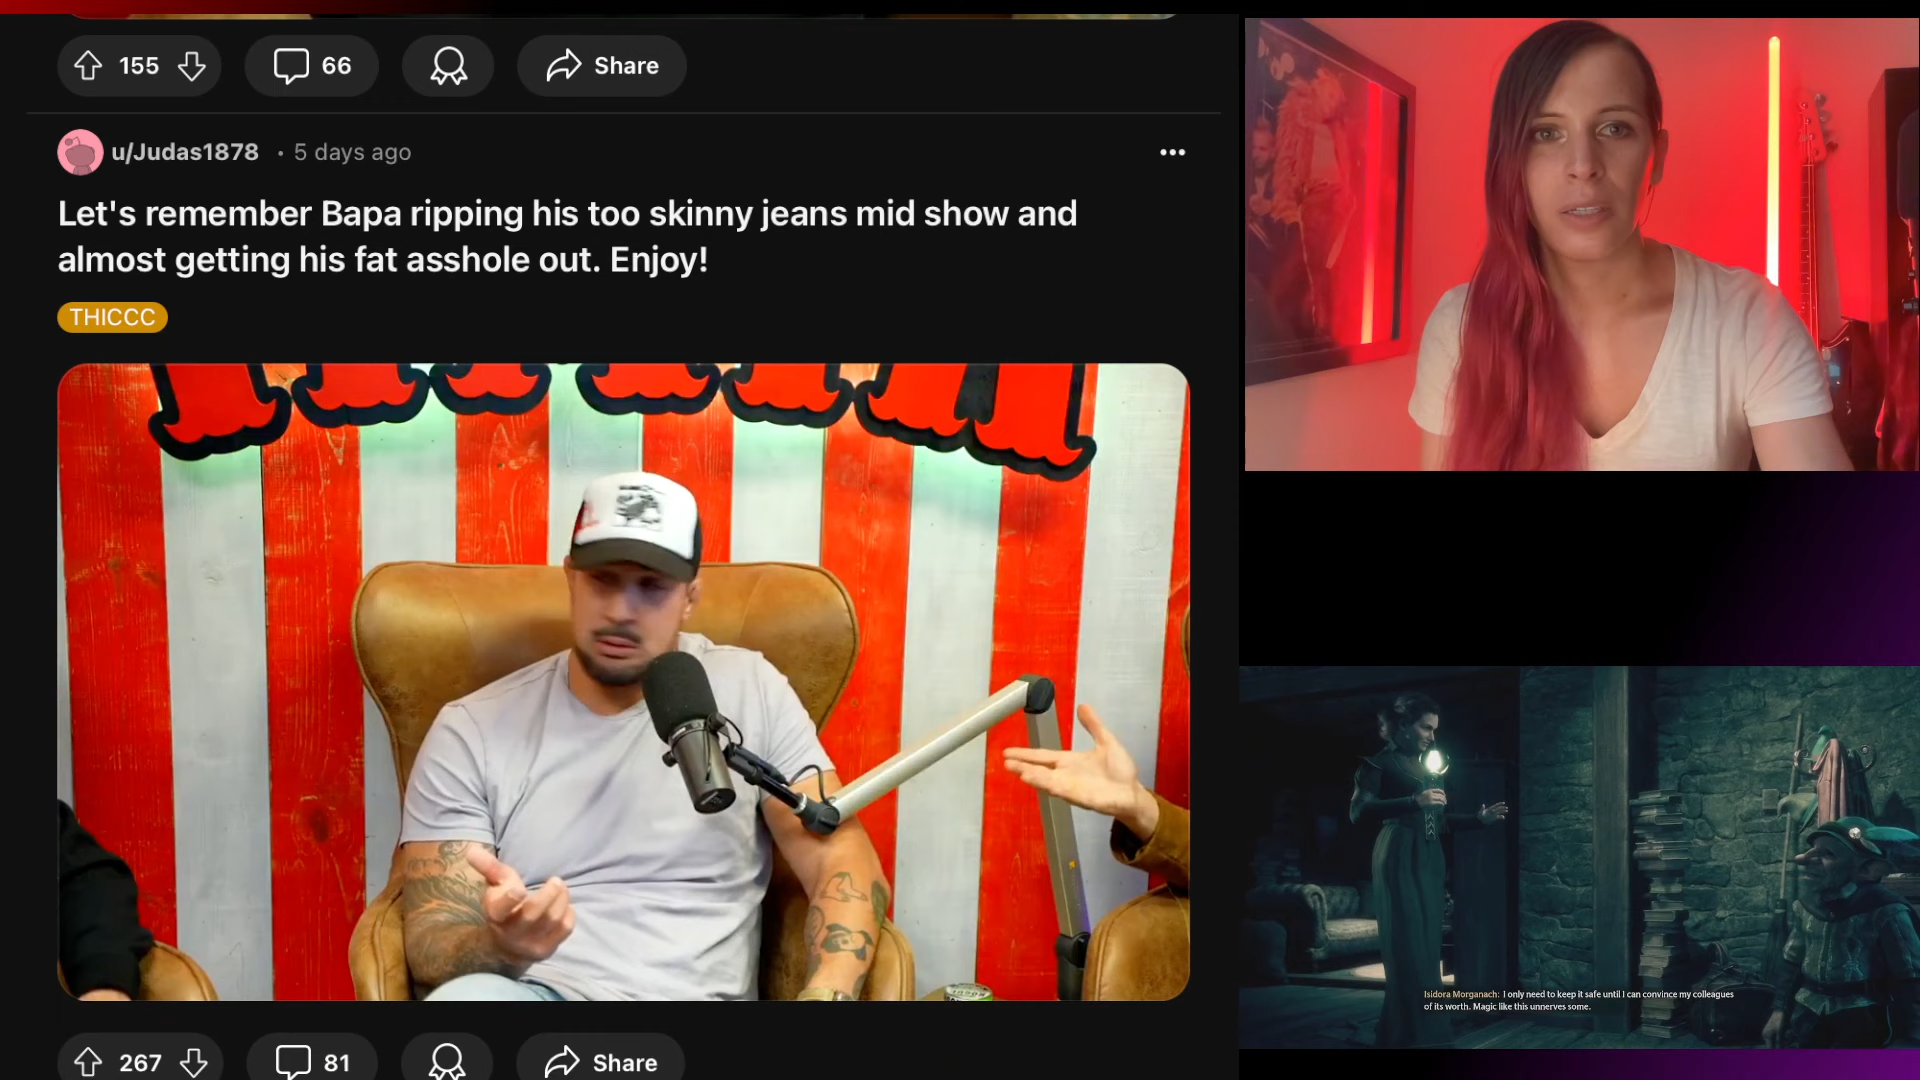 155
66
Share
u/Judas1878 • 5 days ago
Let's remember Bapa ripping his too skinny jeans mid show and
almost getting his fat asshole out. Enjoy!
THICCC
267
81
Share
Isidora Morganach: I only need to keep it safe until I can convince my colleagues
of its worth. Magic like this unnerves some.